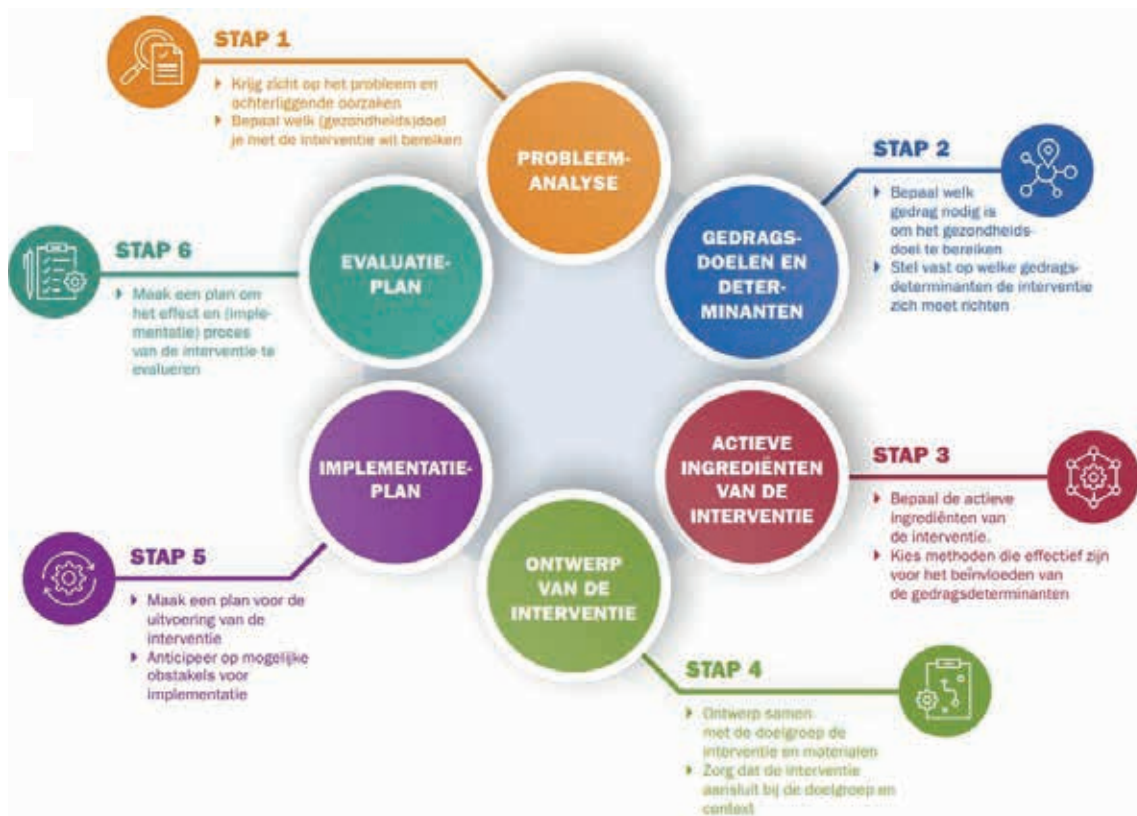 STAP 1
Krijg zicht op het probleem en
achterliggende oorzaken
Bepaal welk (gezondheids)doel
je met de interventie wil bereiken
PROBLEEM-
ANALYSE
STAP 2
Bepaal welk
gedrag nodig is
om het gezondheids-
doel te bereiken
Stel vast op welke gedrags-
determinanten de interventie
zich moet richten
GEDRAGS-
DOELEN EN
DETER-
MINANTEN
STAP 3
Bepaal de actieve
ingrediënten van
de interventie.
Kies methoden die effectief zijn
voor het beïnvloeden van
de gedragsdeterminanten
ACTIEVE
INGREDIËNTEN
VAN DE
INTERVENTIE
STAP 4
Ontwerp samen
met de doelgroep de
interventie en materialen
Zorg dat de interventie
aansluit bij de doelgroep en
context
ONTWERP
VAN DE
INTERVENTIE
STAP 5
Maak een plan voor de
uitvoering van de
interventie
Anticipeer op mogelijke
obstakels voor
implementatie
IMPLEMENTATIE-
PLAN
STAP 6
Maak een plan om
het effect en (imple-
mentatie) proces
van de interventie te
evalueren
EVALUATIE-
PLAN